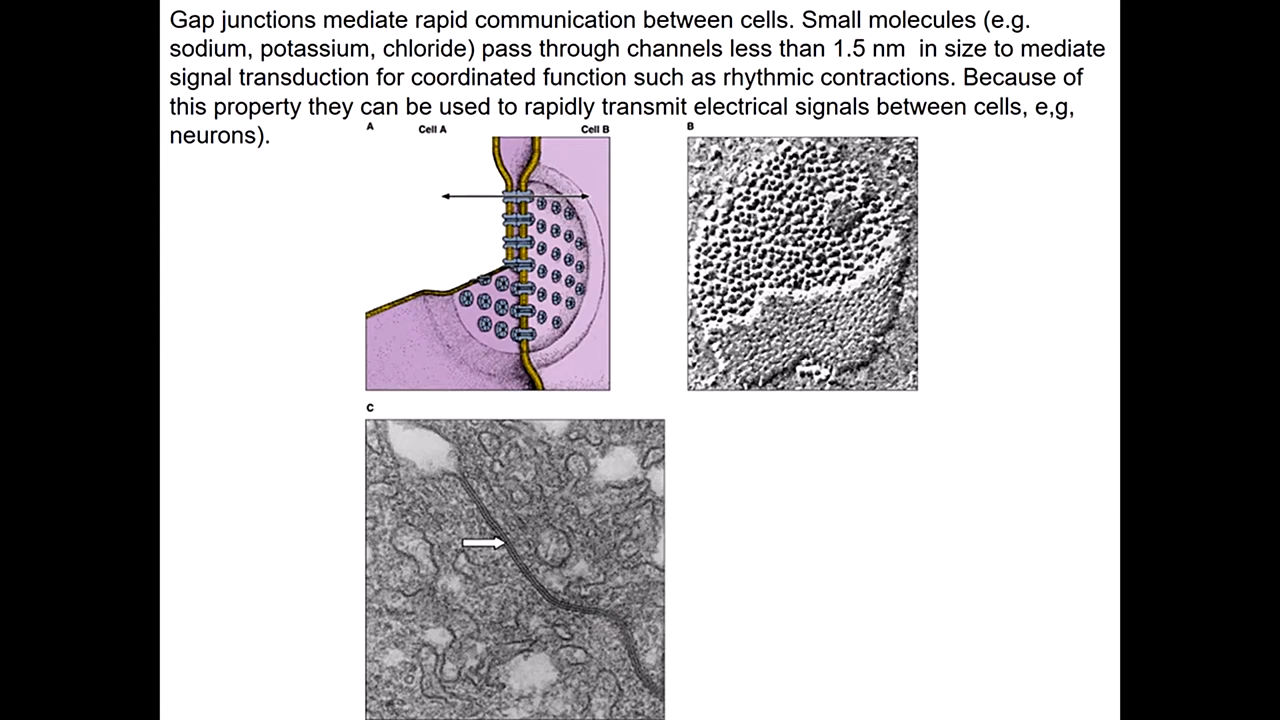 Gap junctions mediate rapid communication between cells. Small molecules (e.g.
sodium, potassium, chloride) pass through channels less than 1.5 nm  in size to mediate
signal transduction for coordinated function such as rhythmic contractions. Because of
this property they can be used to rapidly transmit electrical signals between cells, e,g,
neurons).
A Cell A Cell B B
C